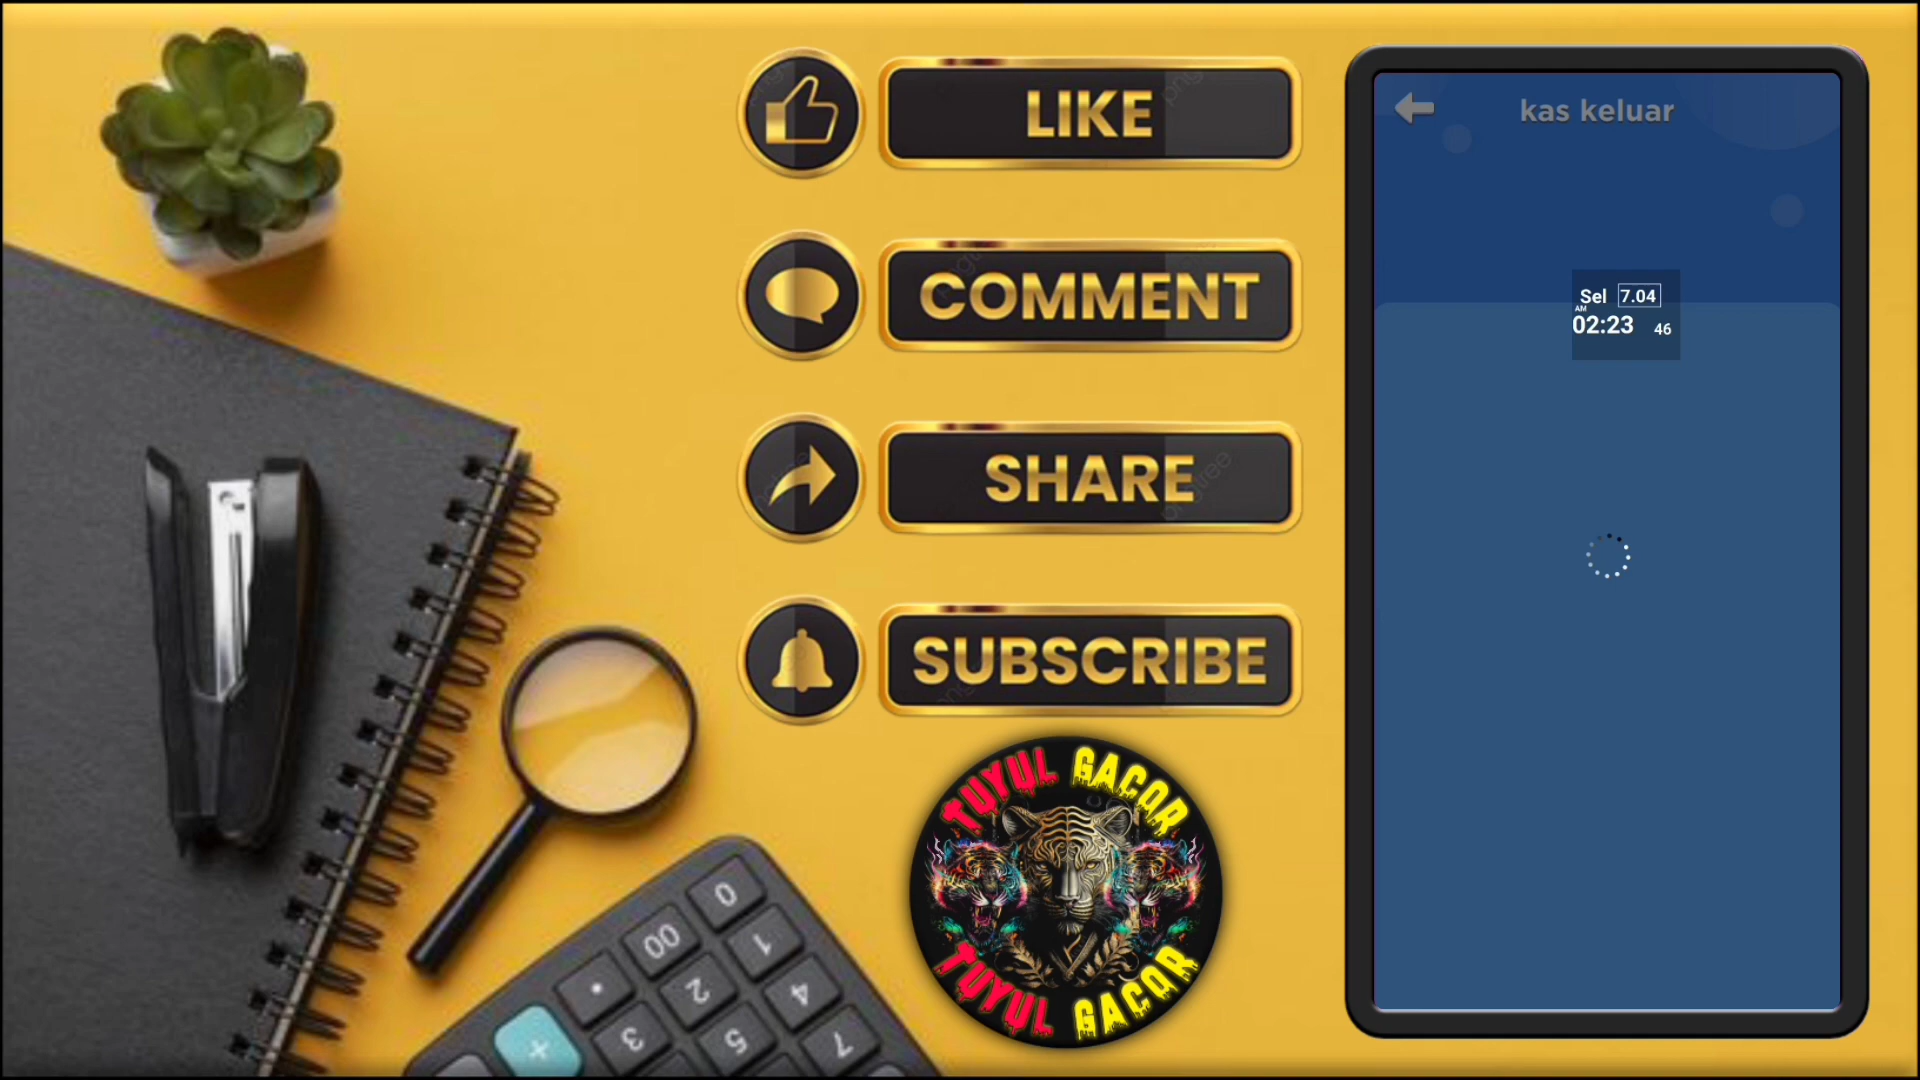 LIKE
COMMENT
SHARE
SUBSCRIBE
TUYUL GACOR
TUYUL GACOR
kas keluar
Sel 7.04
AM
02:23 46
0
00 1
. 2 4
+ 3 5 7